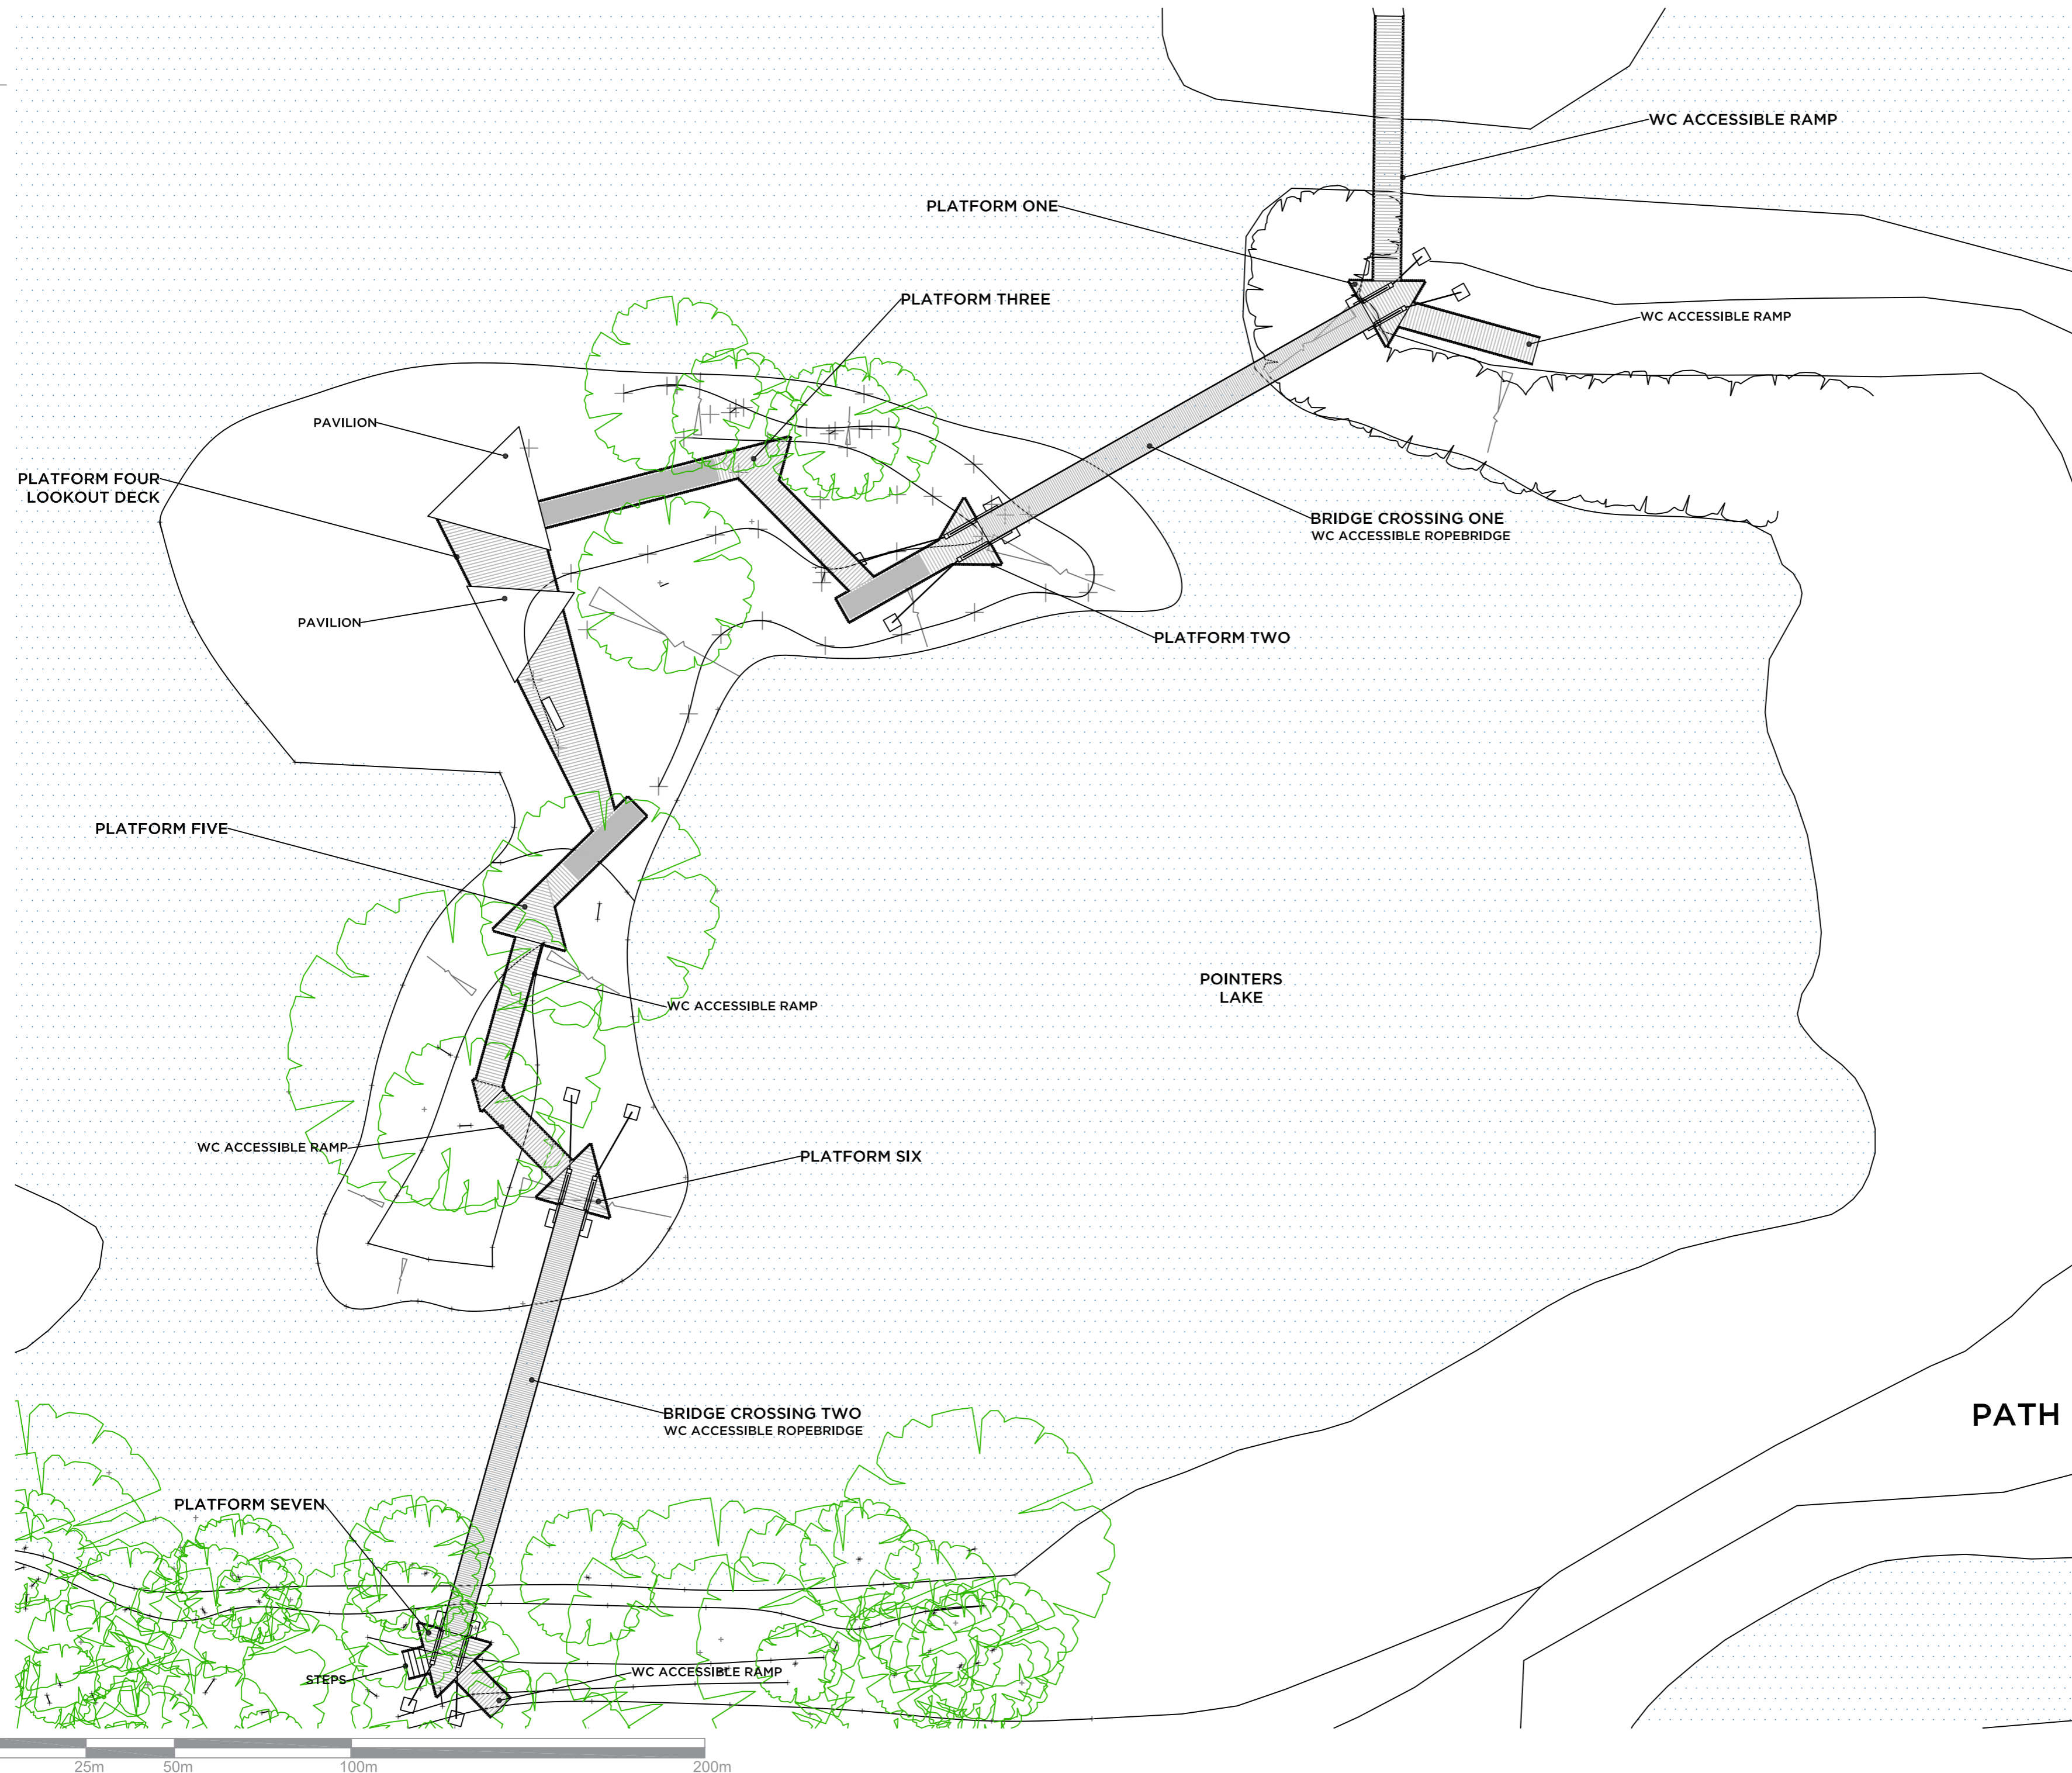 WC ACCESSIBLE RAMP
PLATFORM ONE
PLATFORM THREE
WC ACCESSIBLE RAMP
PAVILION
PLATFORM FOUR
LOOKOUT DECK
BRIDGE CROSSING ONE
WC ACCESSIBLE ROPEBRIDGE
PAVILION
PLATFORM TWO
PLATFORM FIVE
POINTERS
LAKE
WC ACCESSIBLE RAMP
WC ACCESSIBLE RAMP
PLATFORM SIX
BRIDGE CROSSING TWO
WC ACCESSIBLE ROPEBRIDGE
PATH
PLATFORM SEVEN
WC ACCESSIBLE RAMP
STEPS
25m 50m 100m 200m